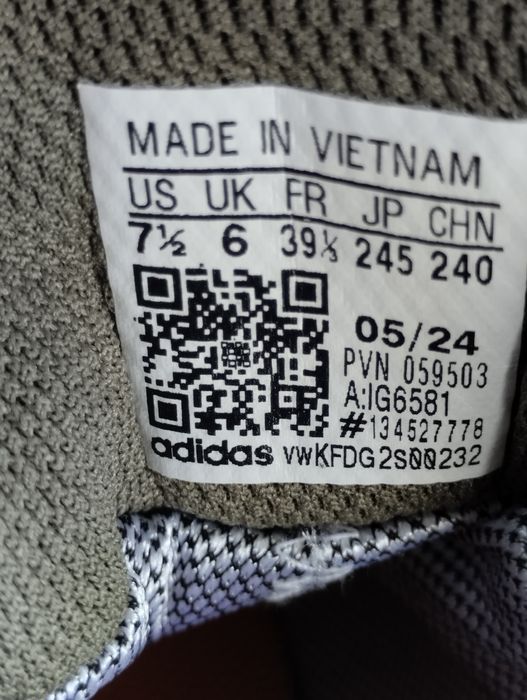 MADE IN VIETNAM
US UK FR JP CHN
7½ 6 39⅓ 245 240
05/24
PVN 059503
A:IG6581
#134527778
adidas vwKFDG2S00232